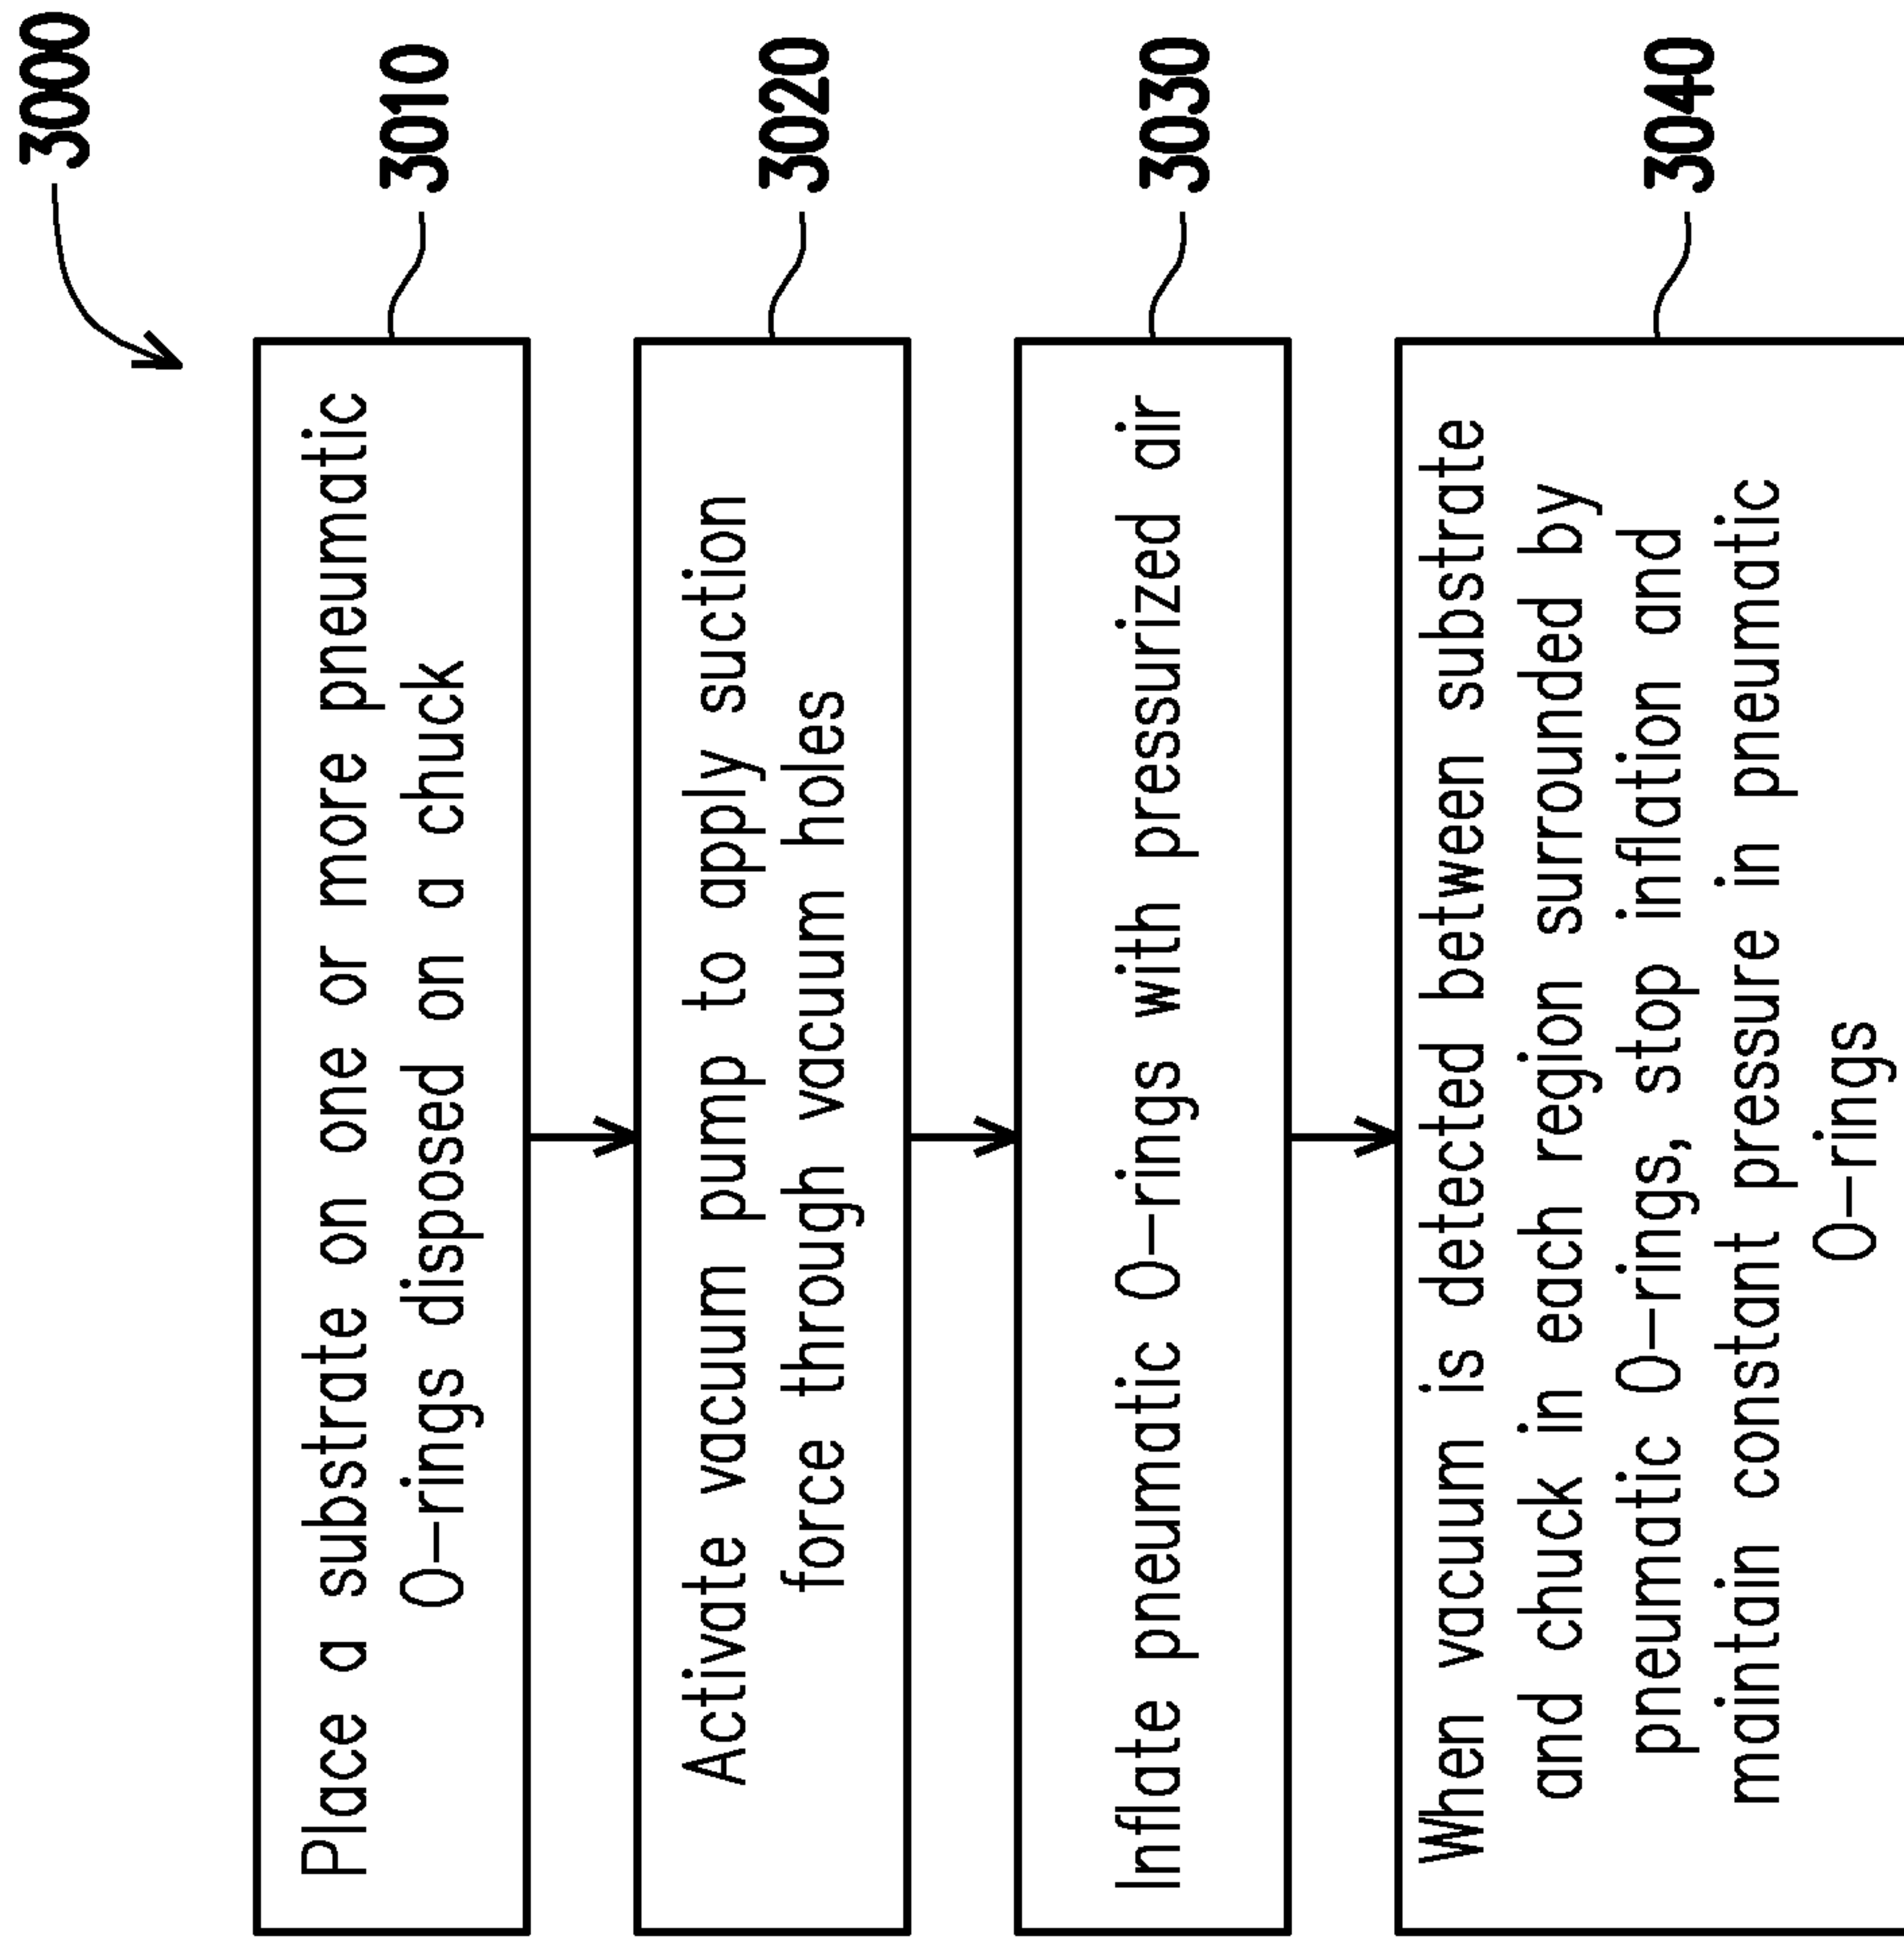 3000
Place a substrate on one or more pneumatic
O-rings disposed on a chuck
3010
Activate vacuum pump to apply suction
force through vacuum holes
3020
Inflate pneumatic O-rings with pressurized air
3030
When vacuum is detected between substrate
and chuck in each region surrounded by
pneumatic O-rings, stop inflation and
maintain constant pressure in pneumatic
O-rings
3040